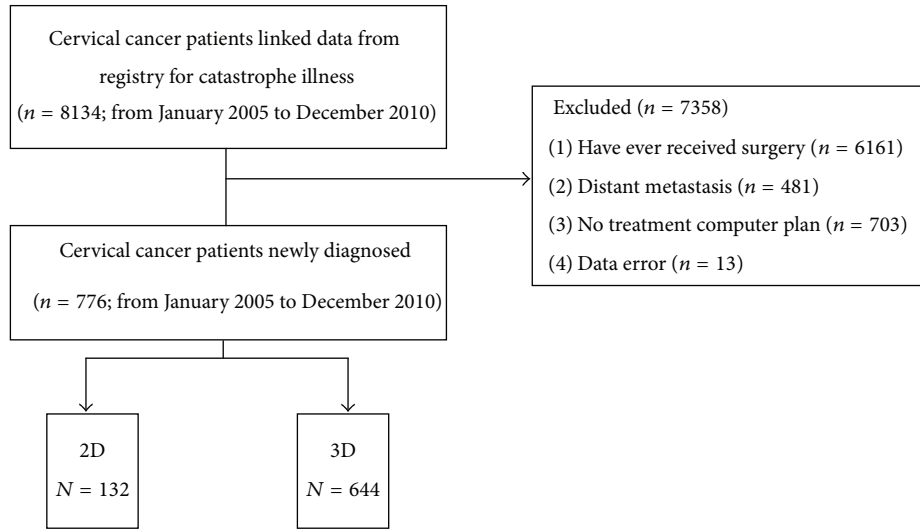 Cervical cancer patients linked data from
registry for catastrophe illness
(n = 8134; from January 2005 to December 2010)
Excluded (n = 7358)
(1) Have ever received surgery (n = 6161)
(2) Distant metastasis (n = 481)
(3) No treatment computer plan (n = 703)
(4) Data error (n = 13)
Cervical cancer patients newly diagnosed
(n = 776; from January 2005 to December 2010)
2D
N = 132
3D
N = 644